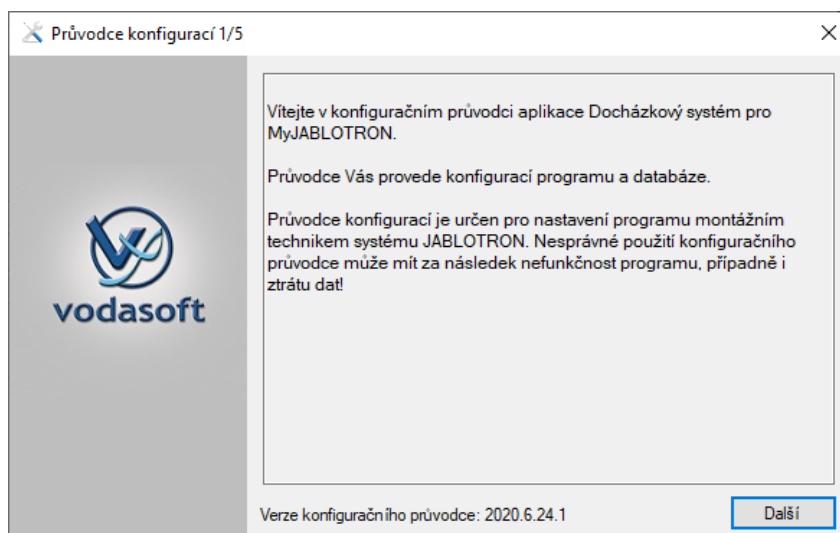 Průvodce konfigurací 1/5
Vítejte v konfiguračním průvodci aplikace Docházkový systém pro
MyJABLOTRON.
Průvodce Vás provede konfigurací programu a databáze.
Průvodce konfigurací je určen pro nastavení programu montážním
technikem systému JABLOTRON. Nesprávné použití konfiguračního
průvodce může mít za následek nefunkčnost programu, případně i
ztrátu dat!
vodasoft
Verze konfiguračního průvodce: 2020.6.24.1
Další